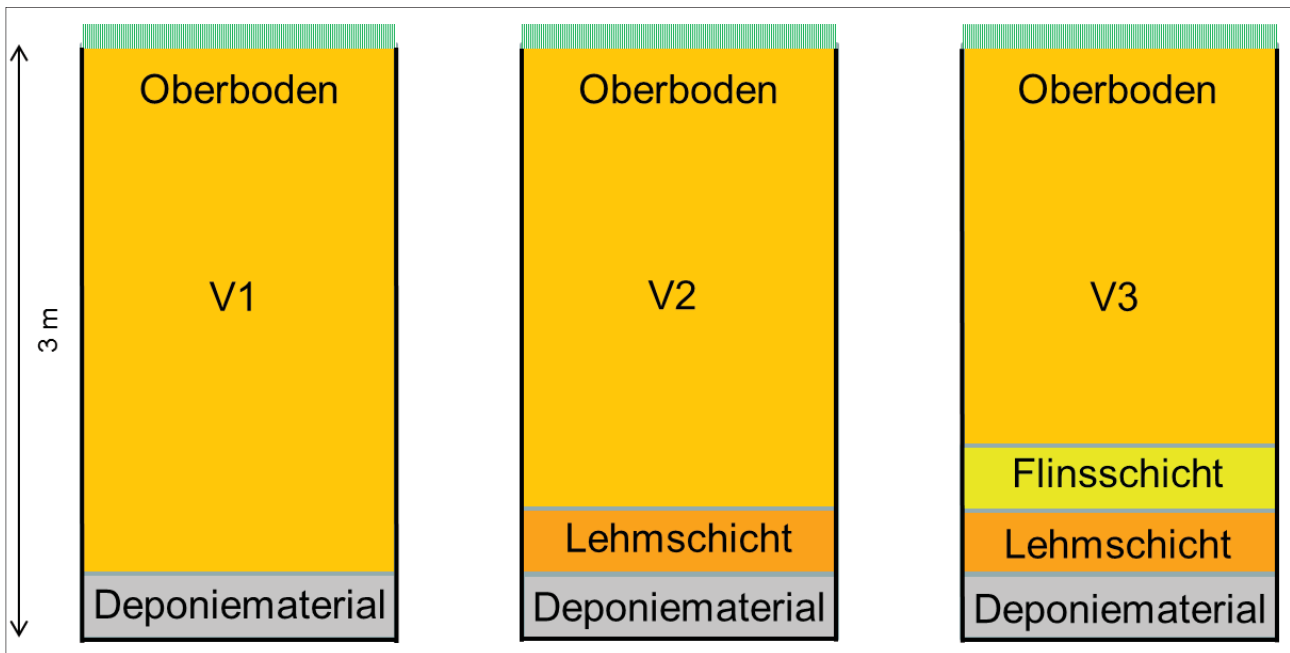 Oberboden
V1
Deponiematerial
Oberboden
V2
Lehmschicht
Deponiematerial
Oberboden
V3
Flinsschicht
Lehmschicht
Deponiematerial
3 m